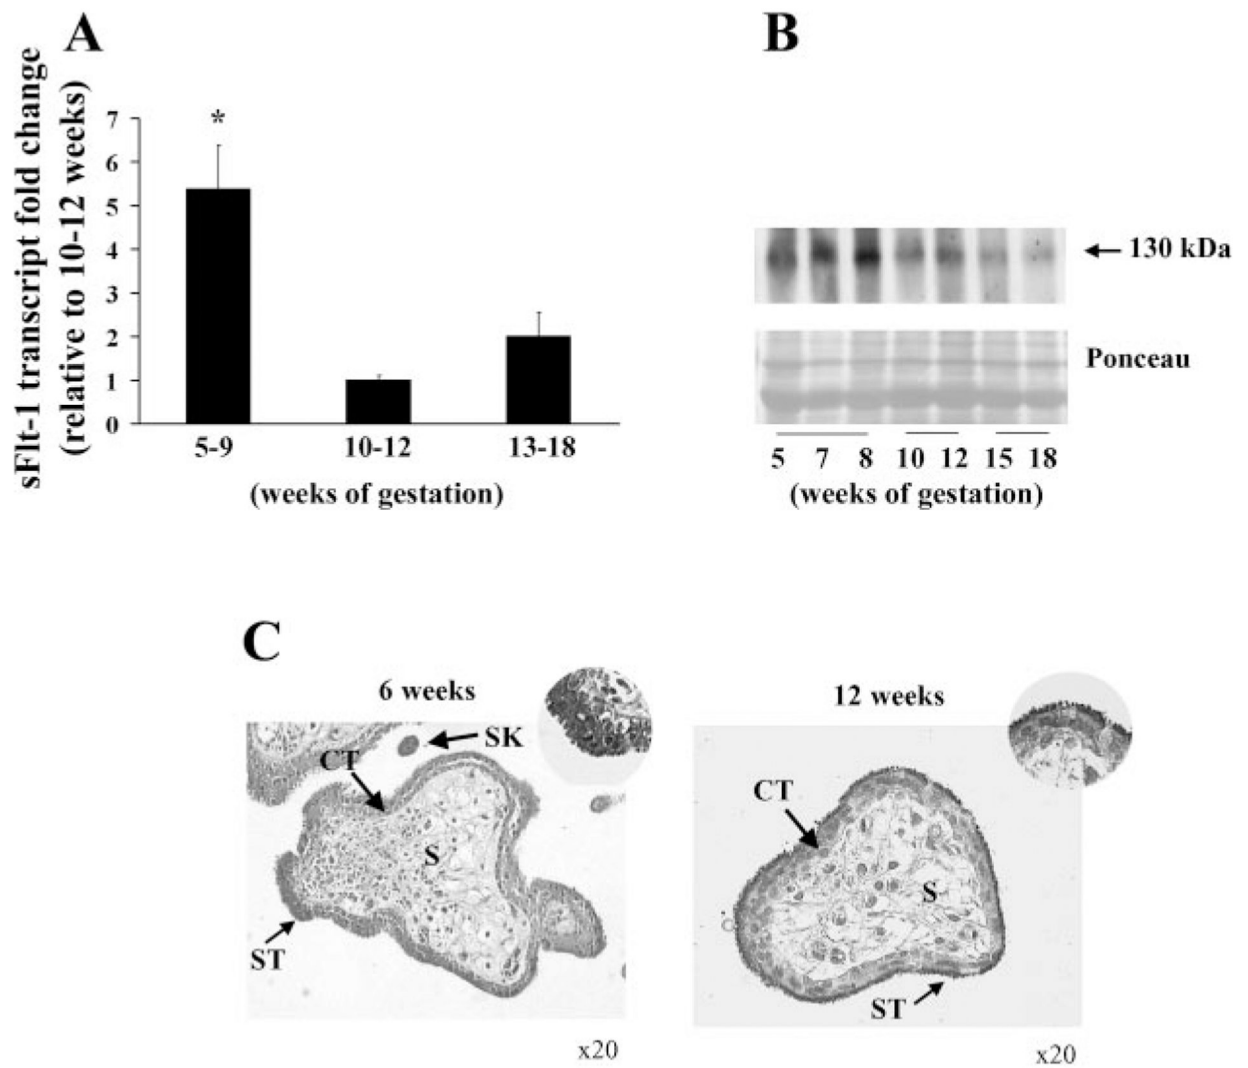 A
sFlt-1 transcript fold change
(relative to 10-12 weeks)
7
6
5
4
3
2
1
0
*
5-9 10-12 13-18
(weeks of gestation)
B
130 kDa
Ponceau
5 7 8 10 12 15 18
(weeks of gestation)
C
6 weeks
SK
CT
S
ST
x20
12 weeks
CT
S
ST
x20